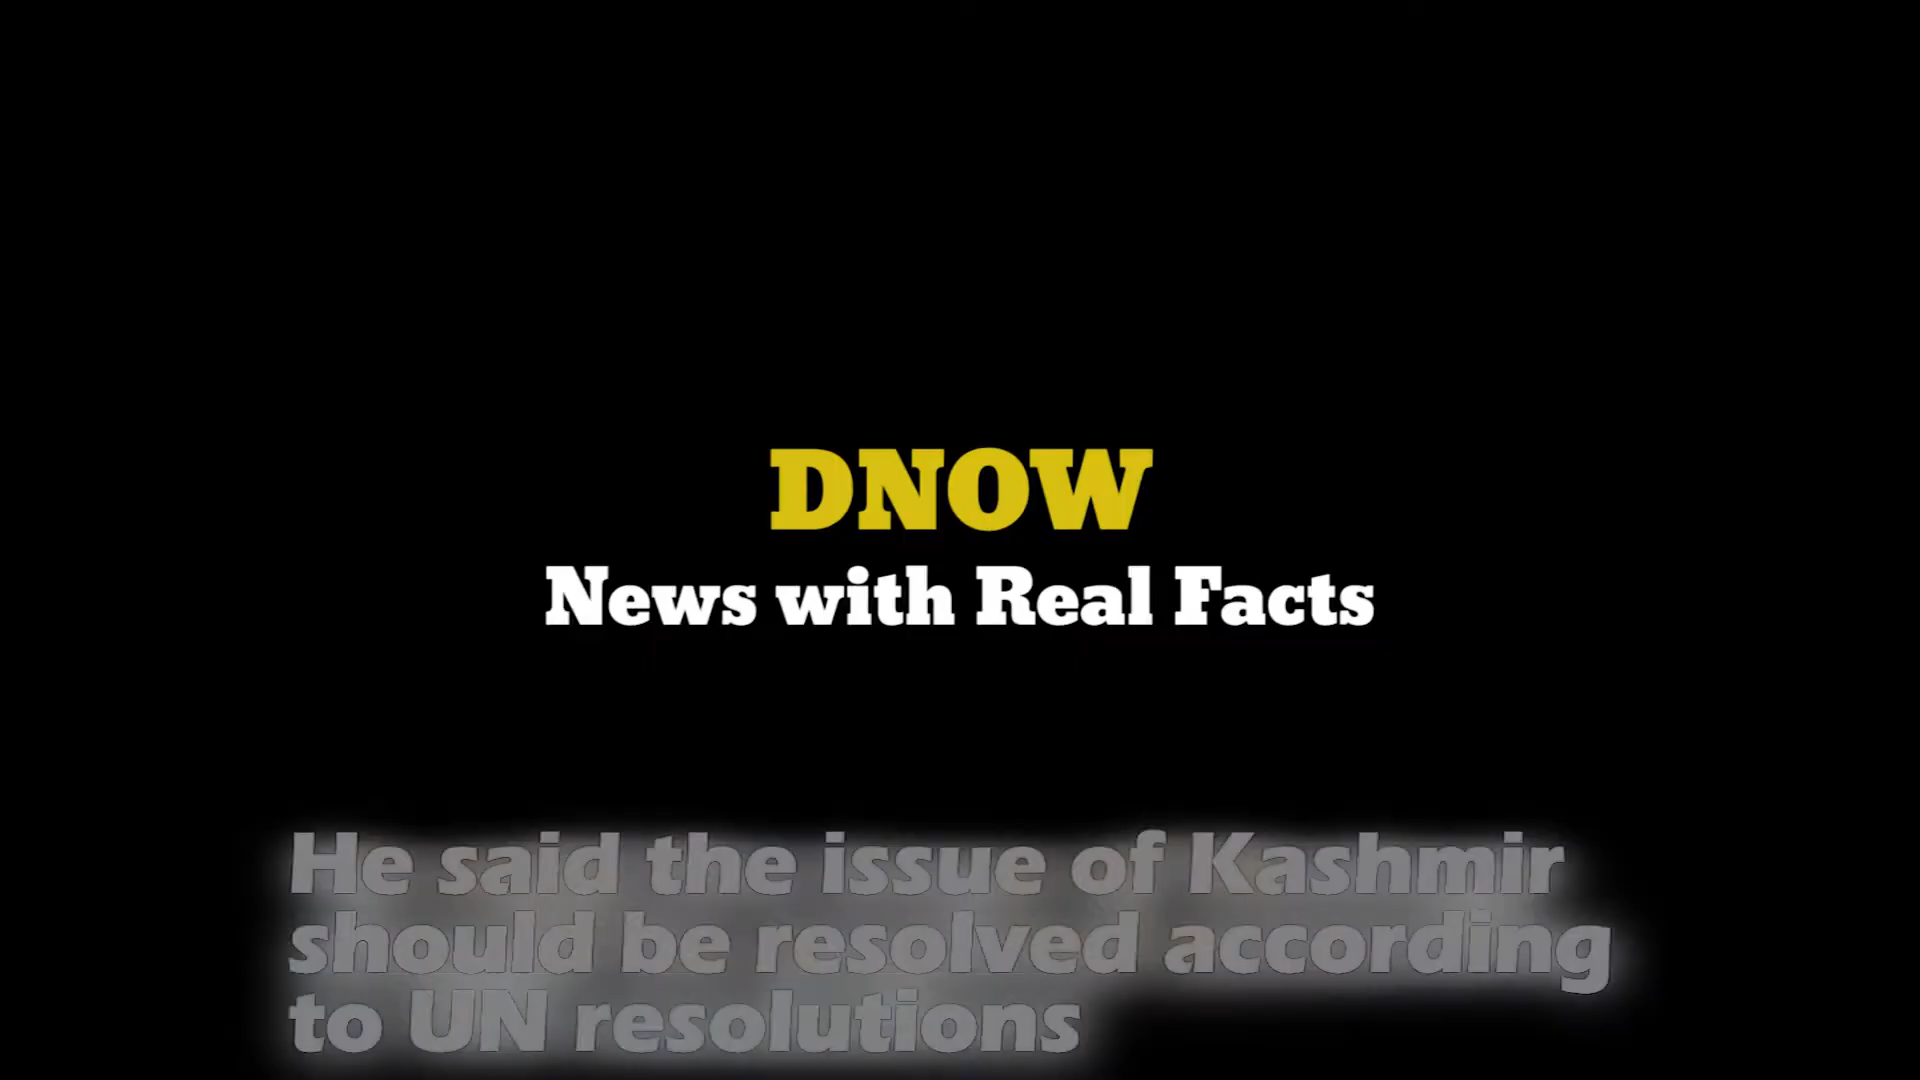 DNOW
News with Real Facts
He said the issue of Kashmir
should be resolved according
to UN resolutions